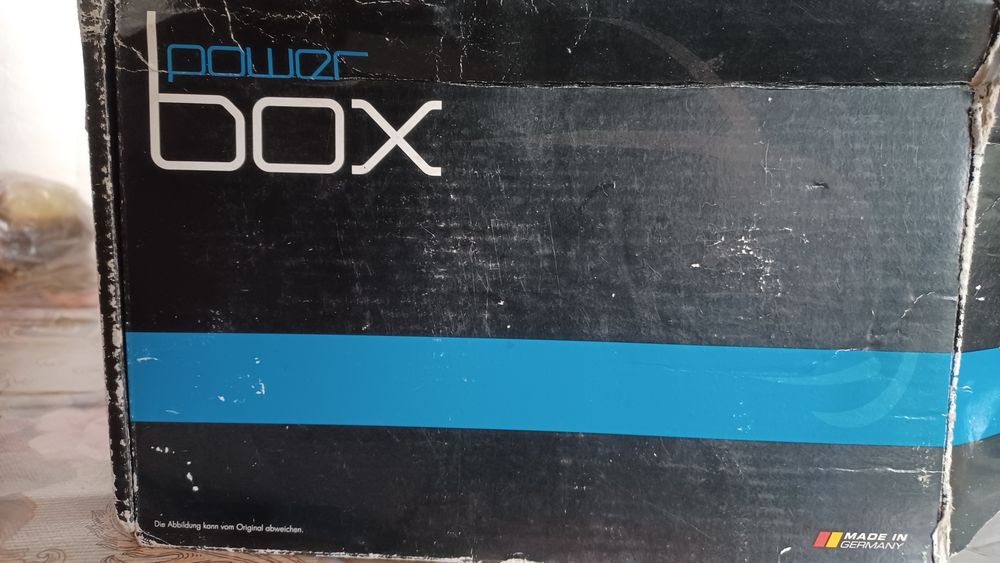 power
box
Die Abbildung kann vom Original abweichen.
MADE IN
GERMANY